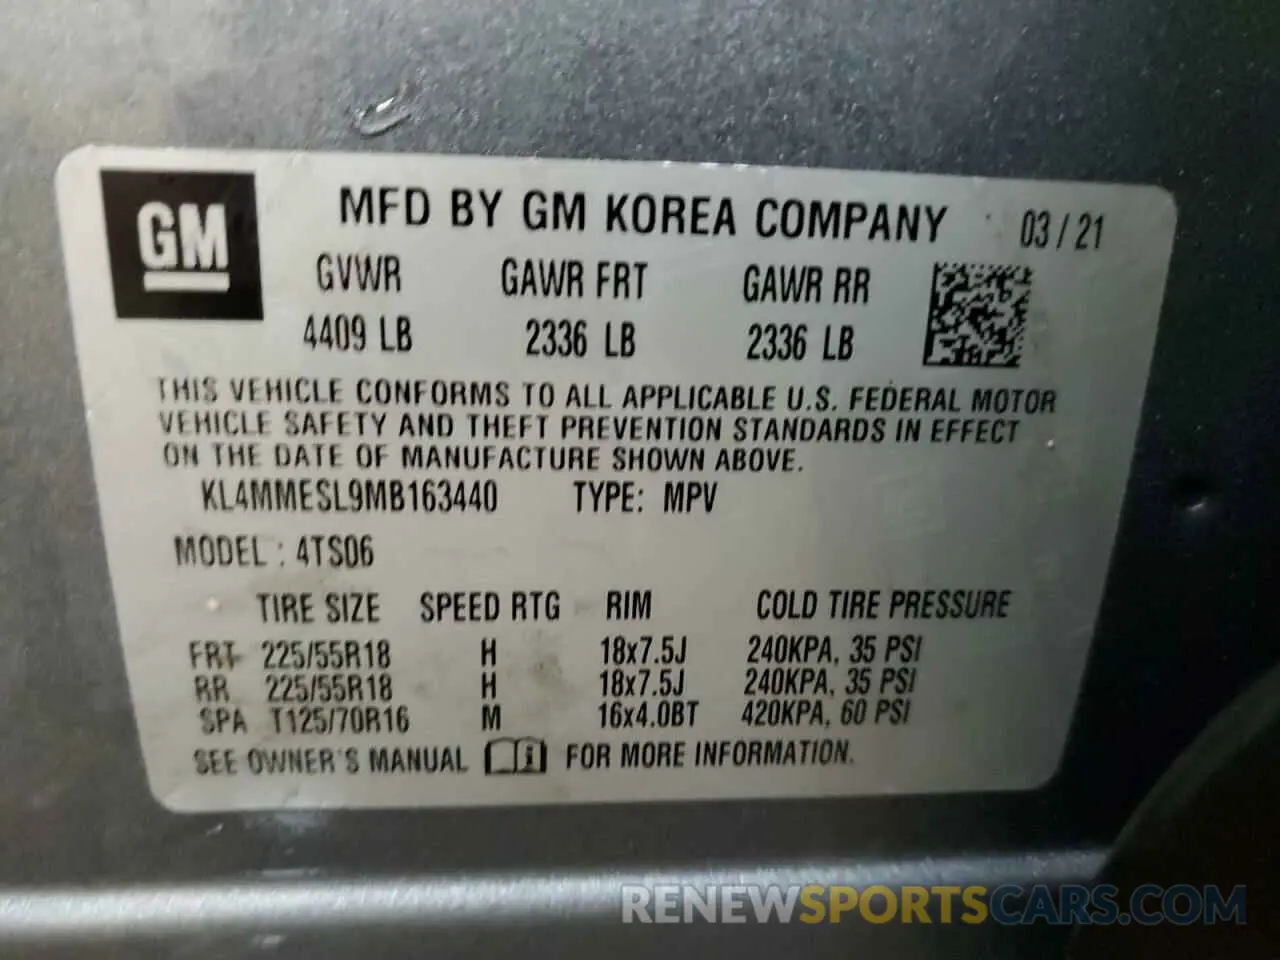 GM
MFD BY GM KOREA COMPANY 03/21
GVWR GAWR FRT GAWR RR
4409 LB 2336 LB 2336 LB
THIS VEHICLE CONFORMS TO ALL APPLICABLE U.S. FEDERAL MOTOR
VEHICLE SAFETY AND THEFT PREVENTION STANDARDS IN EFFECT
ON THE DATE OF MANUFACTURE SHOWN ABOVE.
KL4MMESL9MB163440 TYPE: MPV
MODEL : 4TS06
TIRE SIZE SPEED RTG RIM COLD TIRE PRESSURE
FRT 225/55R18 H 18x7.5J 240KPA, 35 PSI
RR 225/55R18 H 18x7.5J 240KPA, 35 PSI
SPA T125/70R16 M 16x4.0BT 420KPA, 60 PSI
SEE OWNER'S MANUAL FOR MORE INFORMATION.
RENEWSPORTSCARS.COM